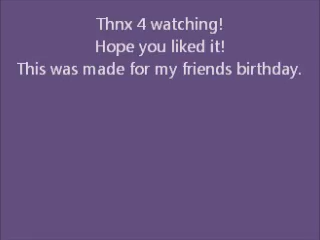 Thnx 4 watching!
Hope you liked it!
This was made for my friends birthday.